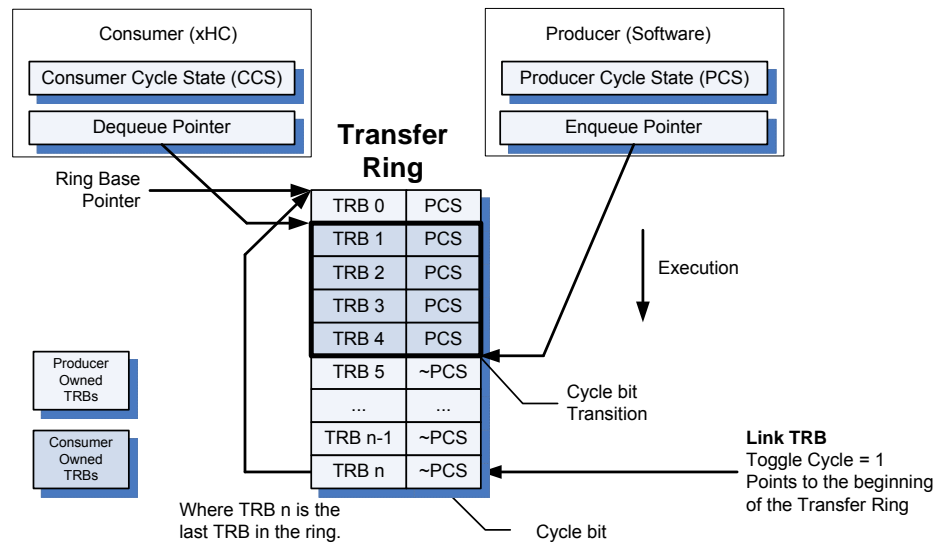 Consumer (xHC)
Consumer Cycle State (CCS)
Dequeue Pointer
Producer (Software)
Producer Cycle State (PCS)
Enqueue Pointer
Transfer
Ring
Ring Base
Pointer
TRB 0 PCS
TRB 1 PCS
TRB 2 PCS
TRB 3 PCS
TRB 4 PCS
TRB 5 ~PCS
... ...
TRB n-1 ~PCS
TRB n ~PCS
Execution
Cycle bit
Transition
Producer
Owned
TRBs
Consumer
Owned
TRBs
Link TRB
Toggle Cycle = 1
Points to the beginning
of the Transfer Ring
Where TRB n is the
last TRB in the ring.
Cycle bit